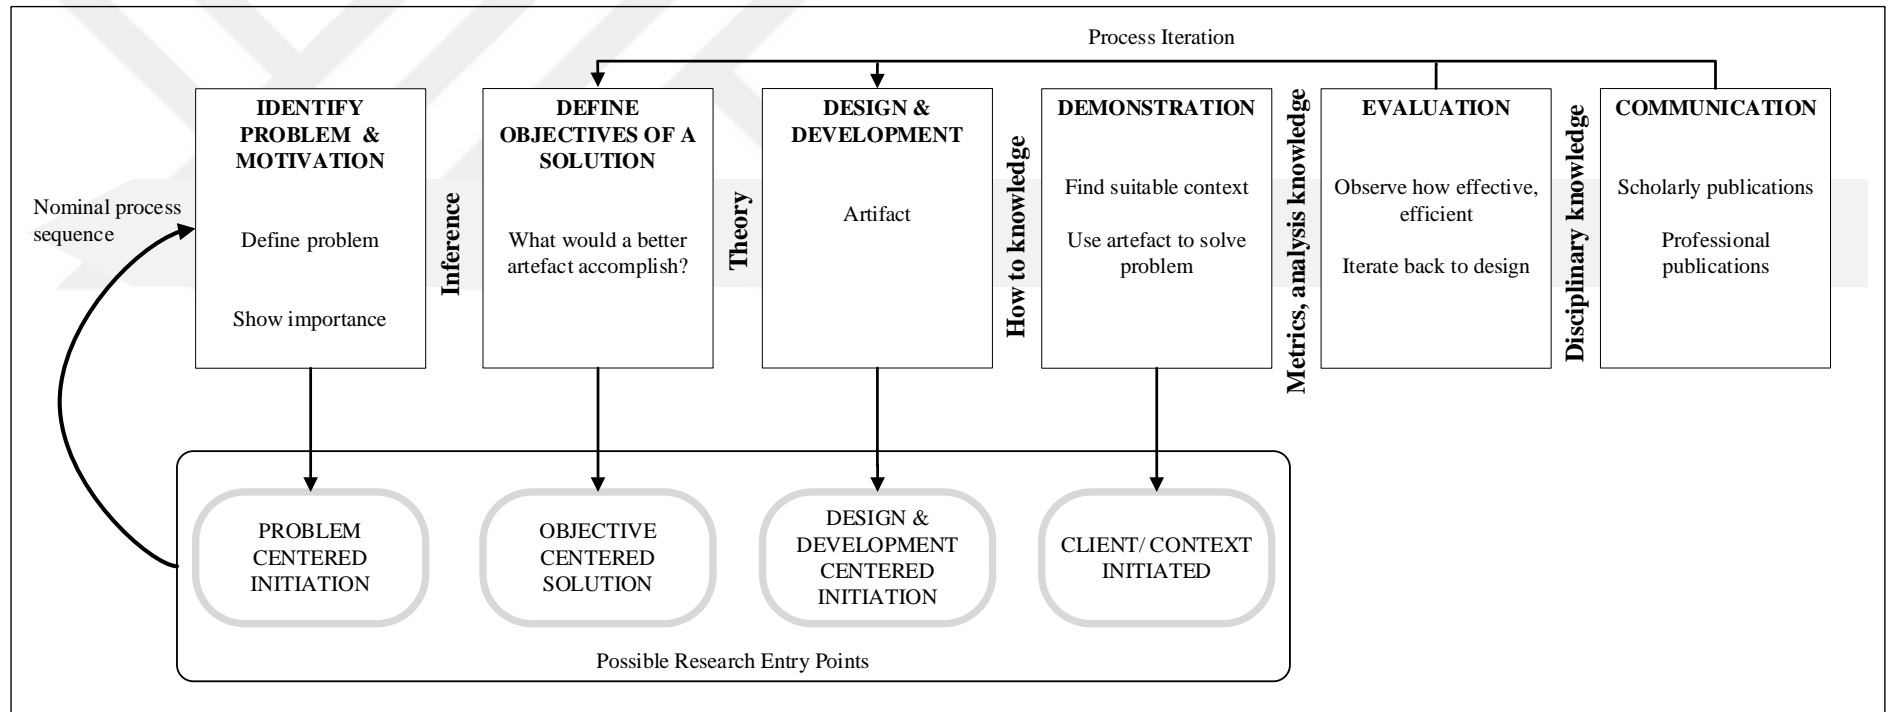 Process Iteration
IDENTIFY
PROBLEM &
MOTIVATION
Define problem
Show importance
Inference
DEFINE
OBJECTIVES OF A
SOLUTION
What would a better
artefact accomplish?
Theory
DESIGN &
DEVELOPMENT
Artifact
How to knowledge
DEMONSTRATION
Find suitable context
Use artefact to solve
problem
Metrics, analysis knowledge
EVALUATION
Observe how effective,
efficient
Iterate back to design
Disciplinary knowledge
COMMUNICATION
Scholarly publications
Professional
publications
Nominal process
sequence
PROBLEM
CENTERED
INITIATION
OBJECTIVE
CENTERED
SOLUTION
DESIGN &
DEVELOPMENT
CENTERED
INITIATION
CLIENT/ CONTEXT
INITIATED
Possible Research Entry Points